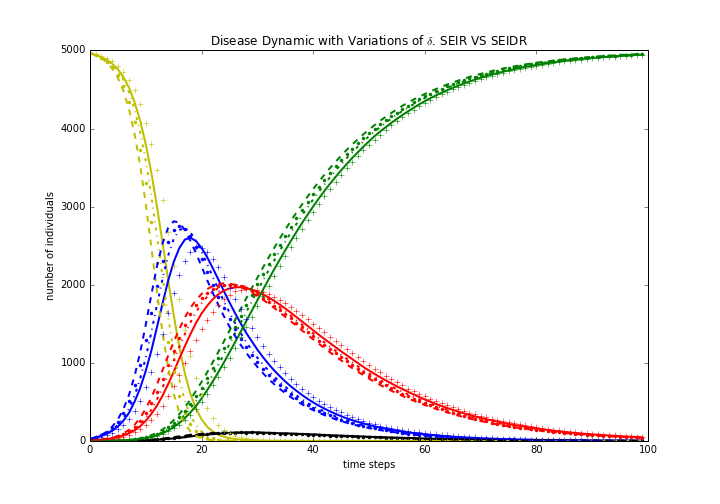 Disease Dynamic with Variations of δ. SEIR VS SEIDR
5000
4000
3000
2000
1000
0
number of individuals
0 20 40 60 80 100
time steps